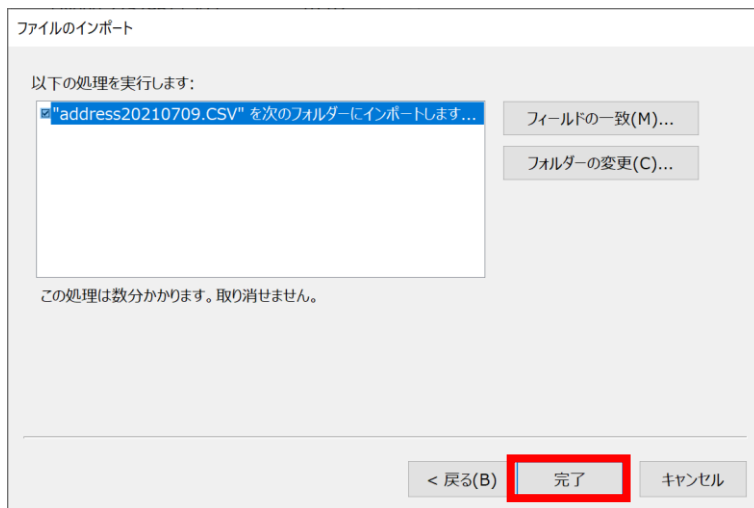 ファイルのインポート
以下の処理を実行します:
"address20210709.CSV" を次のフォルダーにインポートします...
フィールドの一致(M)...
フォルダーの変更(C)...
この処理は数分かかります。取り消せません。
< 戻る(B)
完了
キャンセル